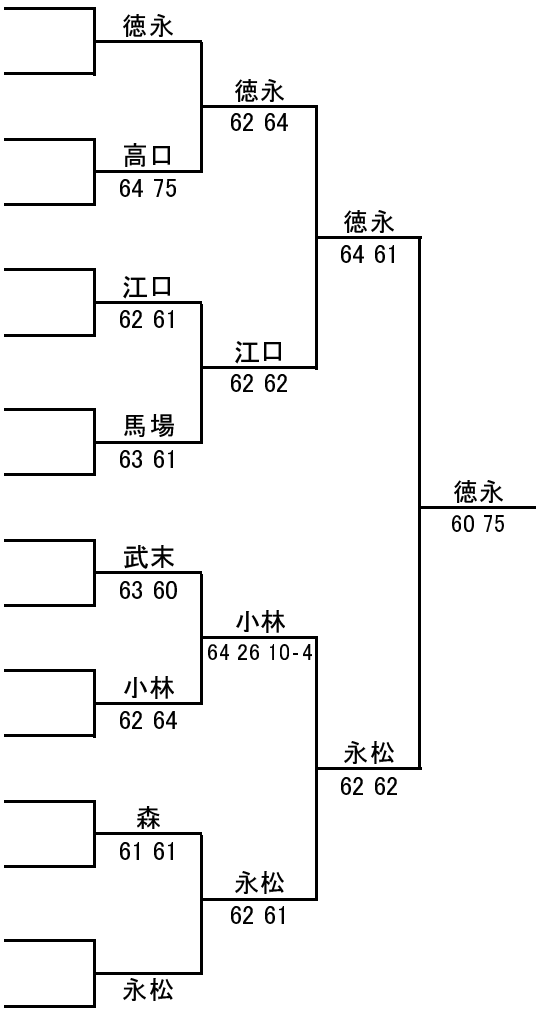 徳永
徳永
62 64
高口
64 75
徳永
64 61
江口
62 61
江口
62 62
馬場
63 61
徳永
60 75
武末
63 60
小林
64 26 10-4
小林
62 64
永松
62 62
森
61 61
永松
62 61
永松